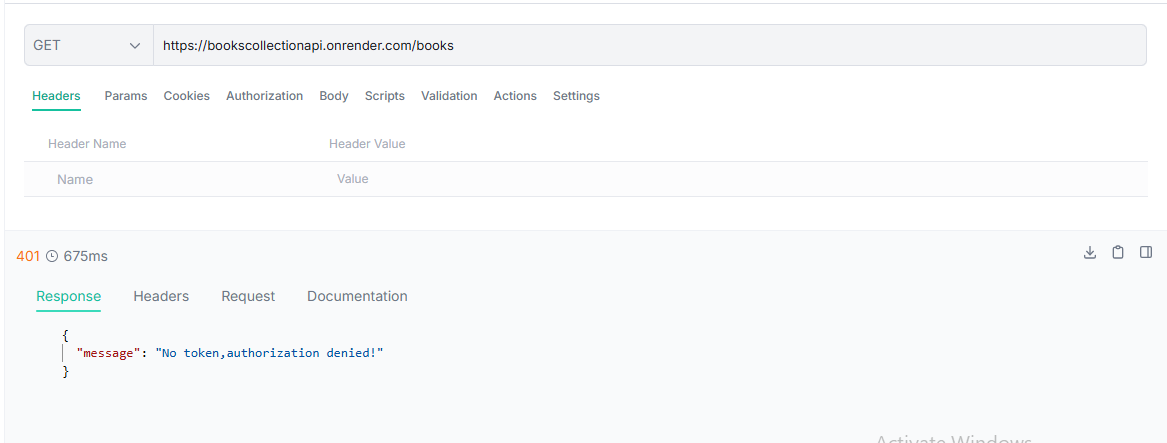 GET https://bookscollectionapi.onrender.com/books
Headers Params Cookies Authorization Body Scripts Validation Actions Settings
Header Name Header Value
Name Value
401 675ms
Response Headers Request Documentation
{
"message": "No token,authorization denied!"
}
Activate Windows